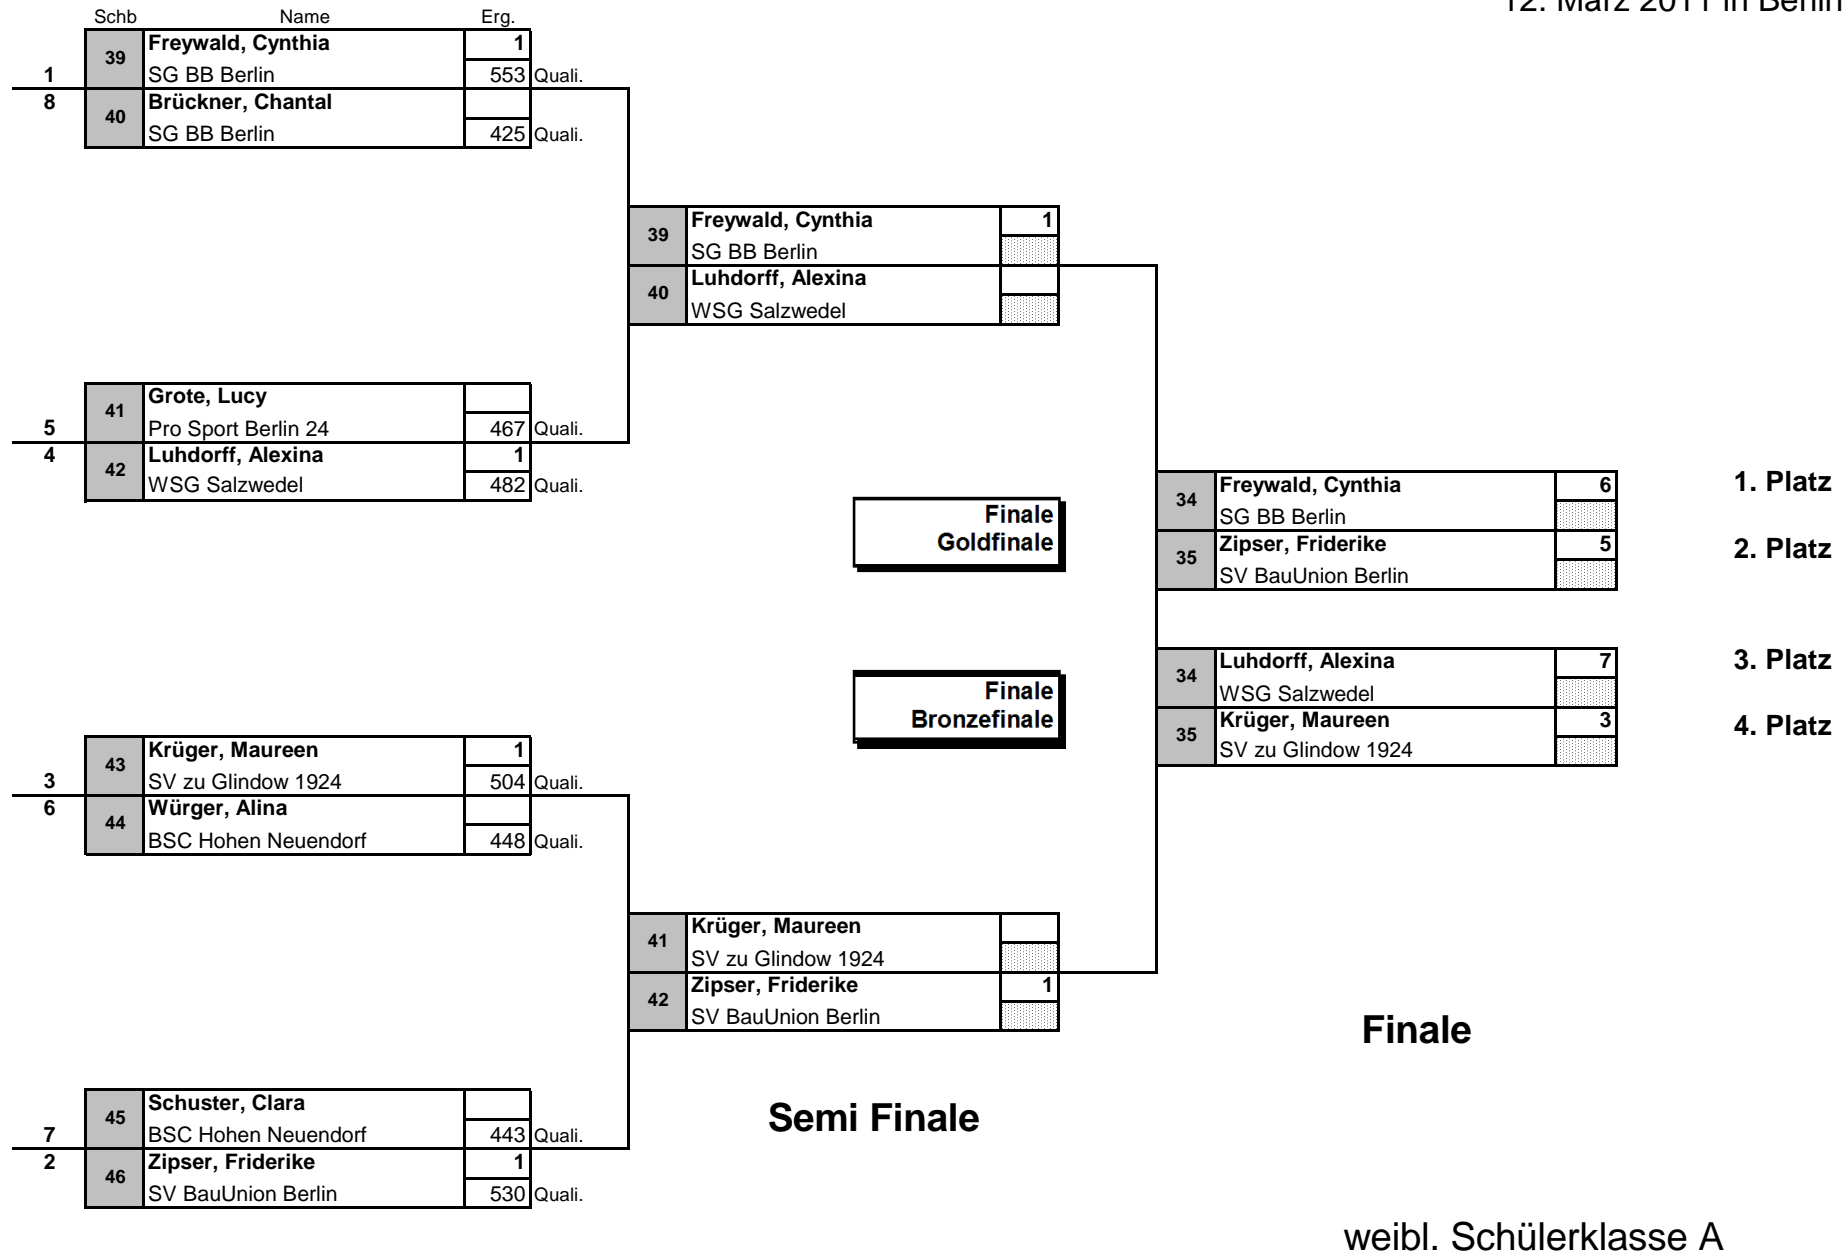 12. März 2011 in Berlin
Schb Name Erg.
39 Freywald, Cynthia 1
1 SG BB Berlin 553 Quali.
8 40 Brückner, Chantal
SG BB Berlin 425 Quali.
39 Freywald, Cynthia 1
SG BB Berlin
40 Luhdorff, Alexina
WSG Salzwedel
41 Grote, Lucy
5 Pro Sport Berlin 24 467 Quali.
4 42 Luhdorff, Alexina 1
WSG Salzwedel 482 Quali.
Finale
Goldfinale
34 Freywald, Cynthia 6 1. Platz
SG BB Berlin
35 Zipser, Friderike 5 2. Platz
SV BauUnion Berlin
Finale
Bronzefinale
34 Luhdorff, Alexina 7 3. Platz
WSG Salzwedel
35 Krüger, Maureen 3 4. Platz
SV zu Glindow 1924
43 Krüger, Maureen 1
3 SV zu Glindow 1924 504 Quali.
6 44 Würger, Alina
BSC Hohen Neuendorf 448 Quali.
41 Krüger, Maureen
SV zu Glindow 1924
42 Zipser, Friderike 1
SV BauUnion Berlin
Finale
Semi Finale
45 Schuster, Clara
7 BSC Hohen Neuendorf 443 Quali.
2 46 Zipser, Friderike 1
SV BauUnion Berlin 530 Quali.
weibl. Schülerklasse A